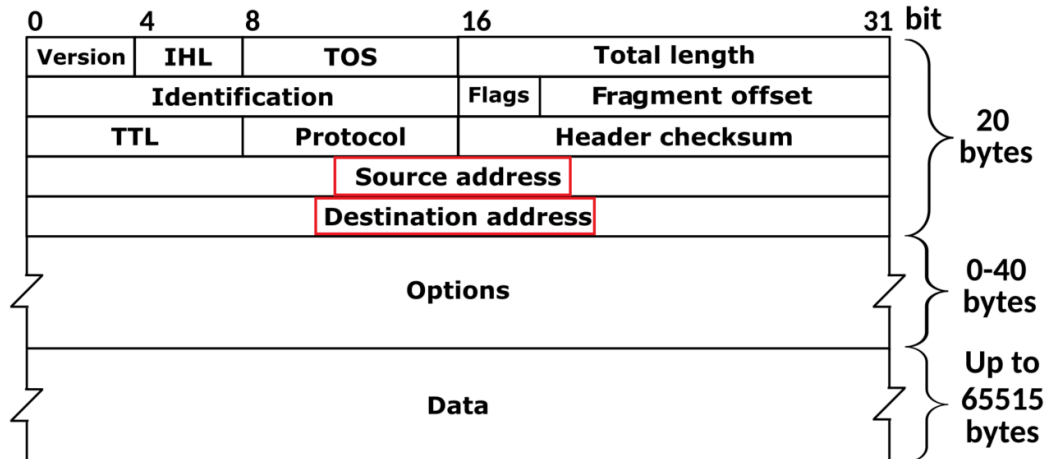 0 4 8 16 31 bit
Version IHL TOS Total length
Identification Flags Fragment offset
TTL Protocol Header checksum
20
bytes
Source address
Destination address
Options
0-40
bytes
Data
Up to
65515
bytes